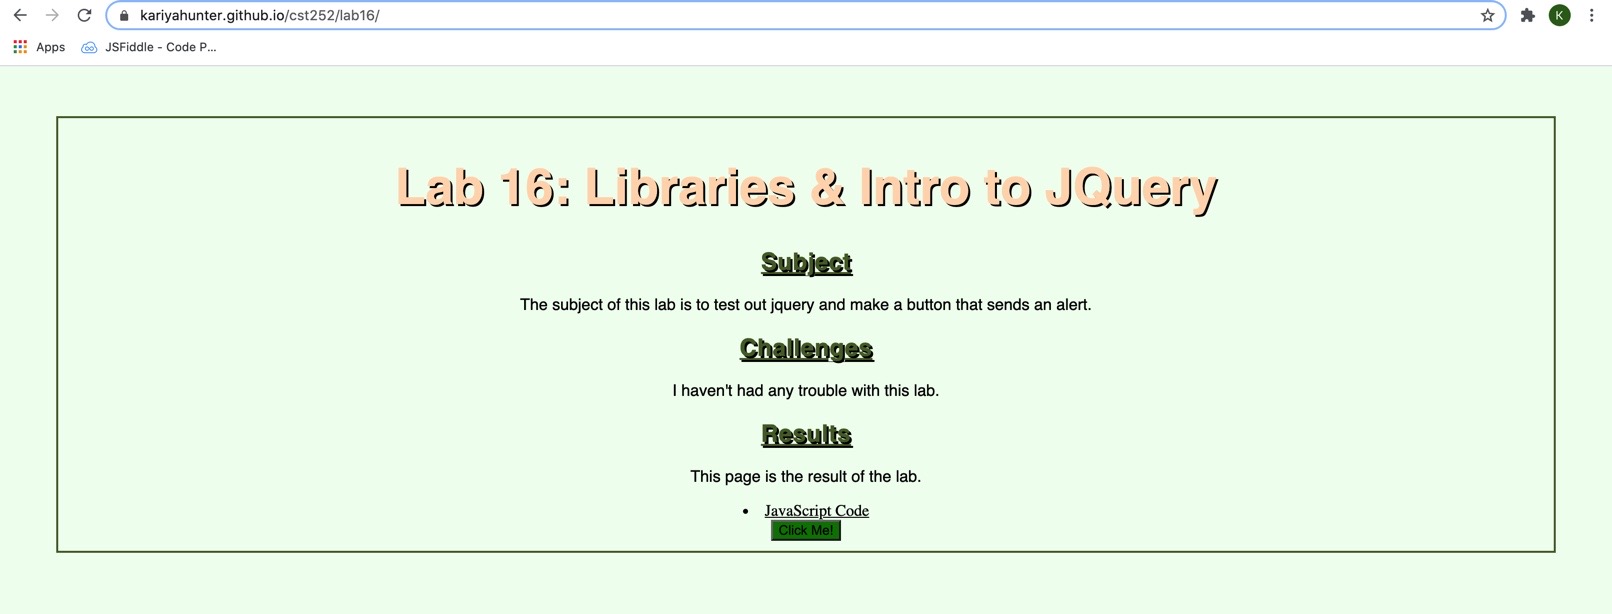 kariyahunter.github.io/cst252/lab16/
K
Apps JSFiddle - Code P...
Lab 16: Libraries & Intro to JQuery
Subject
The subject of this lab is to test out jquery and make a button that sends an alert.
Challenges
I haven't had any trouble with this lab.
Results
This page is the result of the lab.
• JavaScript Code
Click Me!